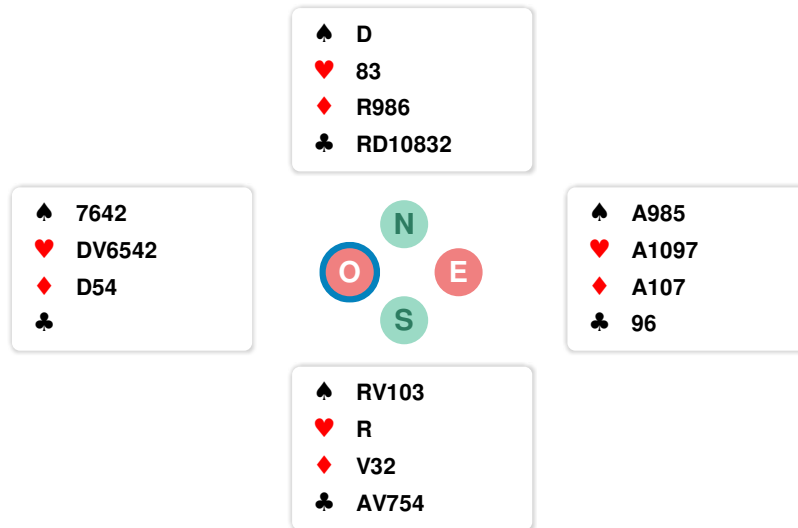 ♠ D
♥ 83
♦ R986
♣ RD10832
♠ 7642
♥ DV6542
♦ D54
♣
N
O E
S
♠ A985
♥ A1097
♦ A107
♣ 96
♠ RV103
♥ R
♦ V32
♣ AV754